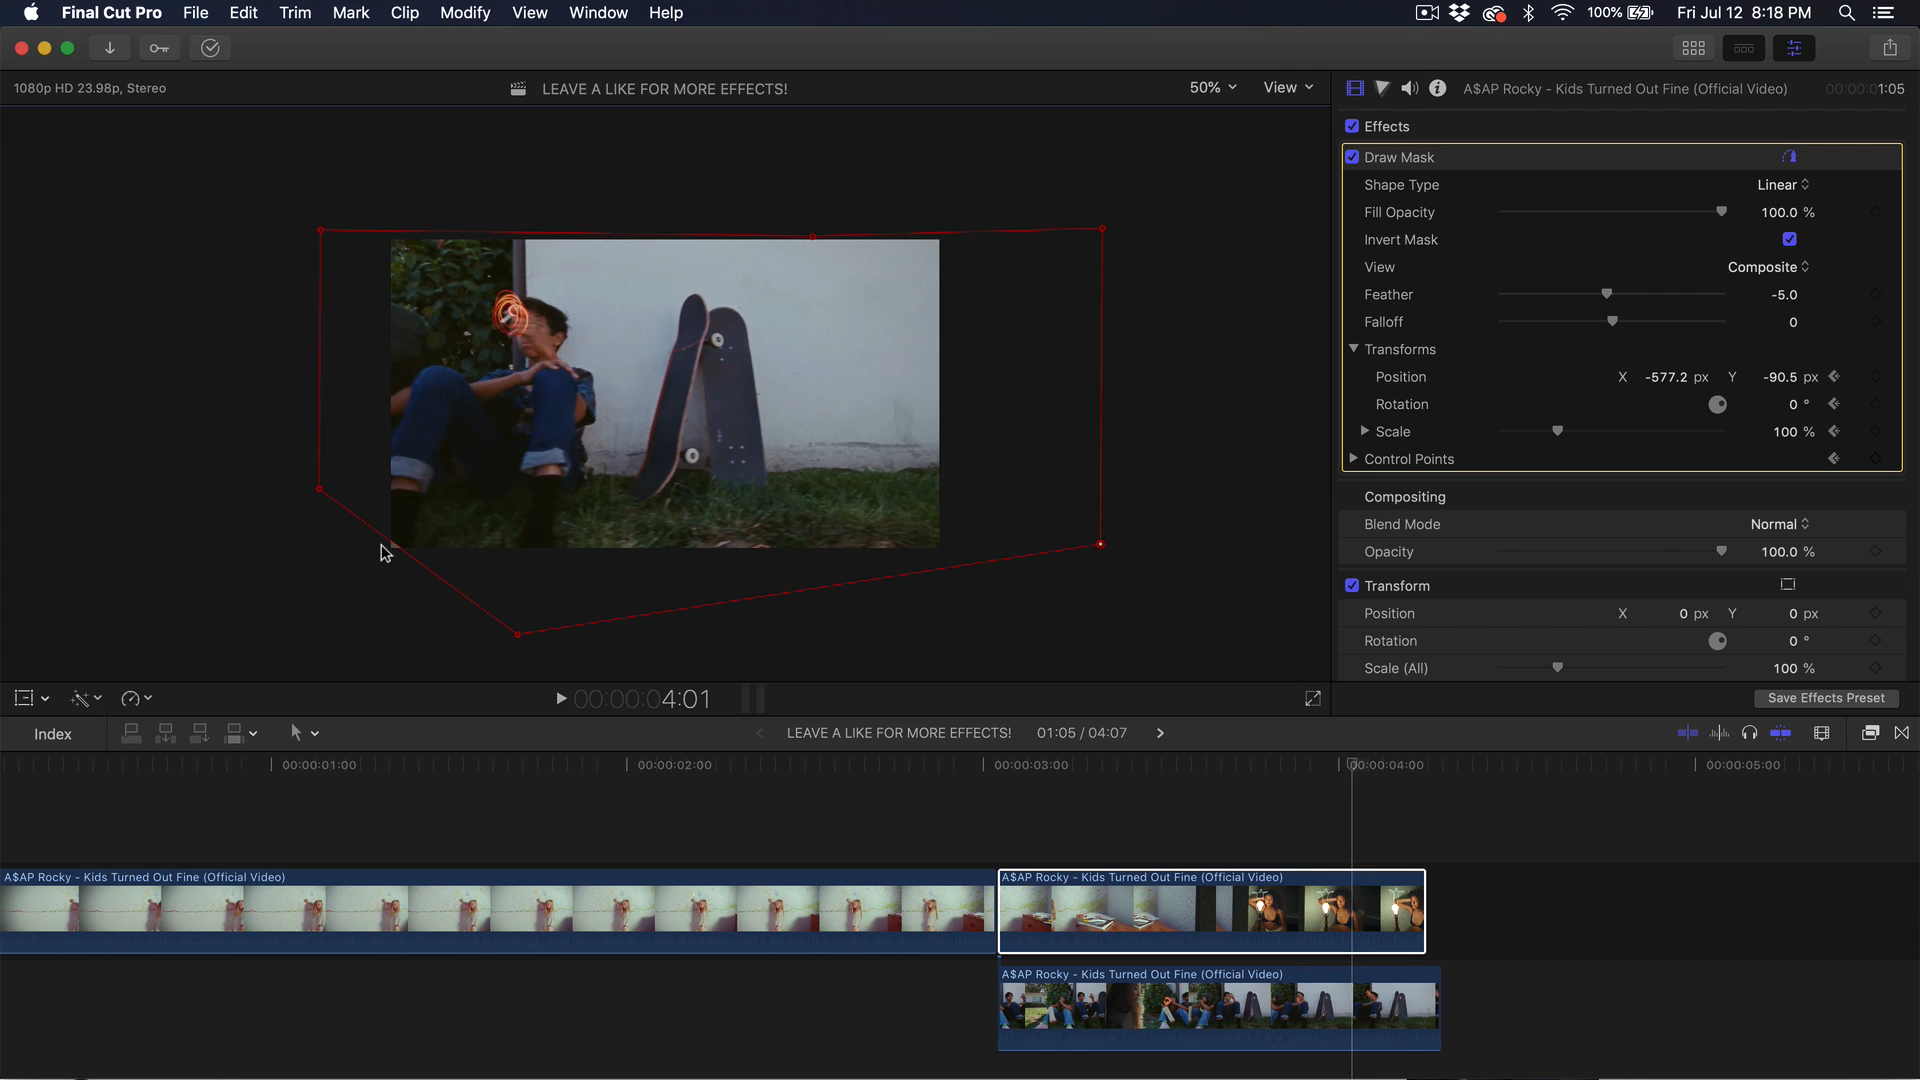 Final Cut Pro File Edit Trim Mark Clip Modify View Window Help 100% Fri Jul 12 8:18 PM
1080p HD 23.98p, Stereo LEAVE A LIKE FOR MORE EFFECTS! 50% View A$AP Rocky - Kids Turned Out Fine (Official Video) 00:00:01:05
Effects
Draw Mask
Shape Type Linear
Fill Opacity 100.0 %
Invert Mask
View Composite
Feather -5.0
Falloff 0
Transforms
Position X -577.2 px Y -90.5 px
Rotation 0 °
Scale 100 %
Control Points
Compositing
Blend Mode Normal
Opacity 100.0 %
Transform
Position X 0 px Y 0 px
Rotation 0 °
Scale (All) 100 %
00:00:00:04:01 Save Effects Preset
Index LEAVE A LIKE FOR MORE EFFECTS! 01:05 / 04:07
00:00:01:00 00:00:02:00 00:00:03:00 00:00:04:00 00:00:05:00
A$AP Rocky - Kids Turned Out Fine (Official Video) A$AP Rocky - Kids Turned Out Fine (Official Video)
A$AP Rocky - Kids Turned Out Fine (Official Video)